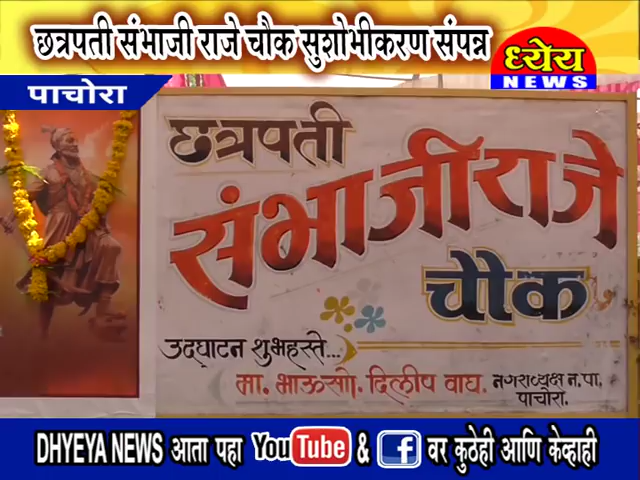 छत्रपती संभाजी राजे चौक सुशोभीकरण संपन्न
ध्येय
NEWS
पाचोरा
छत्रपती
संभाजीराजे
चौक
उद्घाटन शुभहस्ते...
मा. भाऊसो. दिलीप वाघ. नगराध्यक्ष न.पा.
पाचोरा.
DHYEYA NEWS आता पहा YouTube & f वर कुठेही आणि केव्हाही